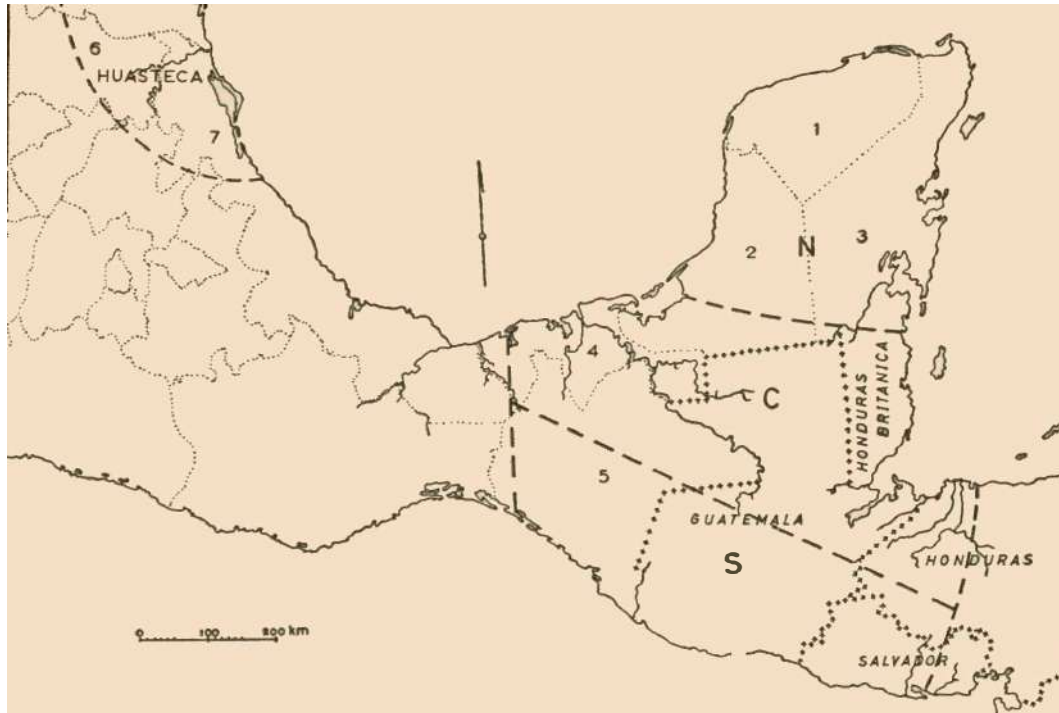 6
HUASTECA
7
1
2
N
3
4
C
HONDURAS
BRITANICA
5
GUATEMALA
S
HONDURAS
SALVADOR
0 100 200 km